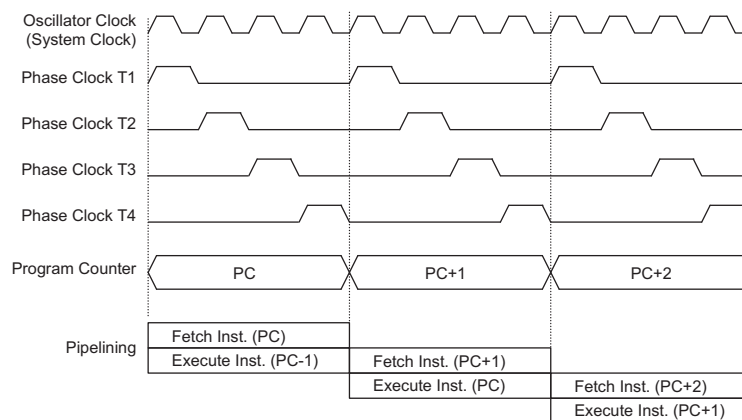 Oscillator Clock
(System Clock)
Phase Clock T1
Phase Clock T2
Phase Clock T3
Phase Clock T4
Program Counter
PC
PC+1
PC+2
Pipelining
Fetch Inst. (PC)
Execute Inst. (PC-1)
Fetch Inst. (PC+1)
Execute Inst. (PC)
Fetch Inst. (PC+2)
Execute Inst. (PC+1)